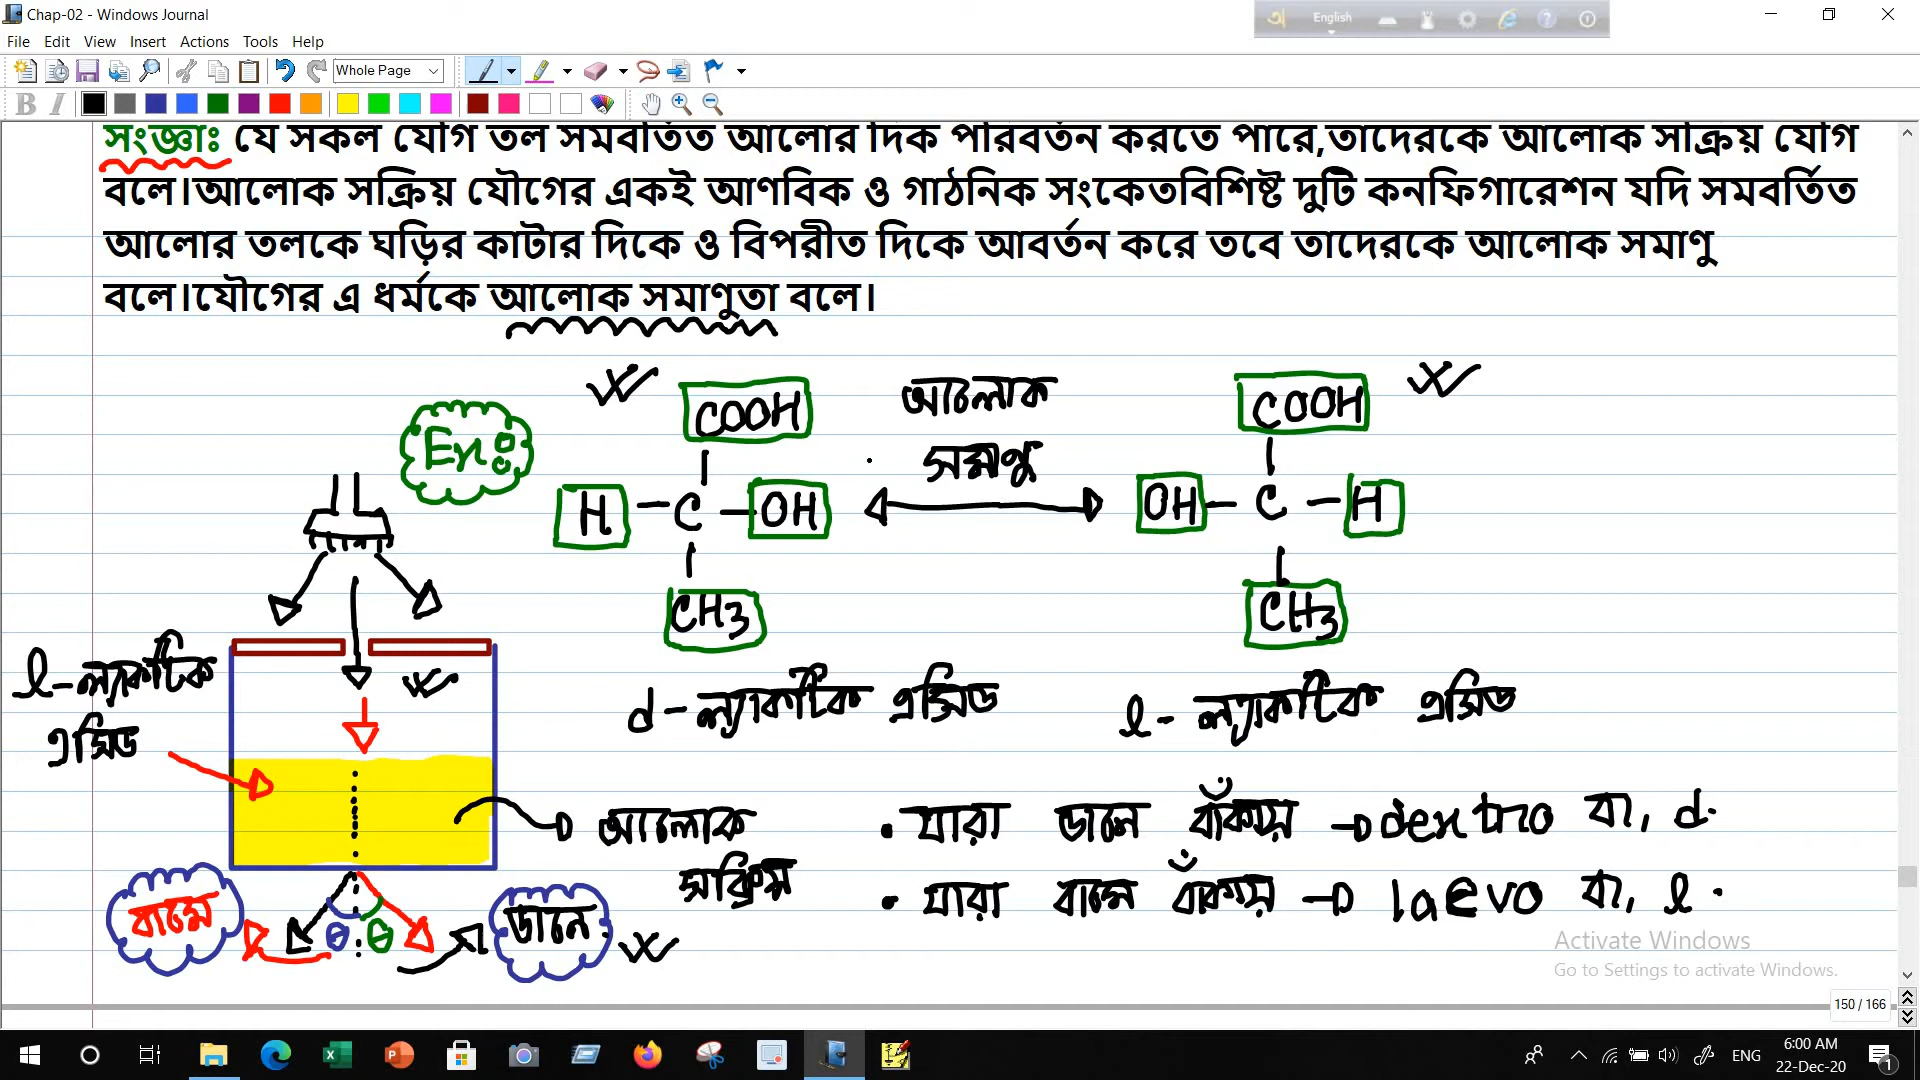 Chap-02 - Windows Journal
English
File Edit View Insert Actions Tools Help
Whole Page
B I
সংজ্ঞাঃ যে সকল যৌগ তল সমবর্তিত আলোর দিক পরিবর্তন করতে পারে,তাদেরকে আলোক সক্রিয় যৌগ
বলে।আলোক সক্রিয় যৌগের একই আণবিক ও গাঠনিক সংকেতবিশিষ্ট দুটি কনফিগারেশন যদি সমবর্তিত
আলোর তলকে ঘড়ির কাটার দিকে ও বিপরীত দিকে আবর্তন করে তবে তাদেরকে আলোক সমাণু
বলে।যৌগের এ ধর্মকে আলোক সমাণুতা বলে।
Ex:
COOH
H - C - OH
CH3
আলোক
সমাণু
COOH
OH - C - H
CH3
d - ল্যাকটিক এসিড
l - ল্যাকটিক এসিড
l - ল্যাকটিক
এসিড
আলোক
সক্রিয়
• যারা ডানে বাঁকায় → dextro বা, d.
• যারা বামে বাঁকায় → laevo বা, l.
বামে
θ θ
ডানে
Activate Windows
Go to Settings to activate Windows.
150 / 166
ENG
6:00 AM
22-Dec-20
1